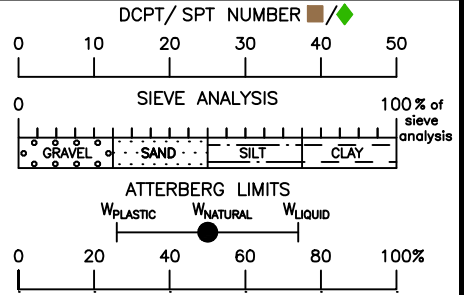 DCPT/ SPT NUMBER /
0 10 20 30 40 50
SIEVE ANALYSIS
0 100% of
sieve
analysis
GRAVEL SAND SILT CLAY
ATTERBERG LIMITS
WPLASTIC WNATURAL WLIQUID
0 20 40 60 80 100%